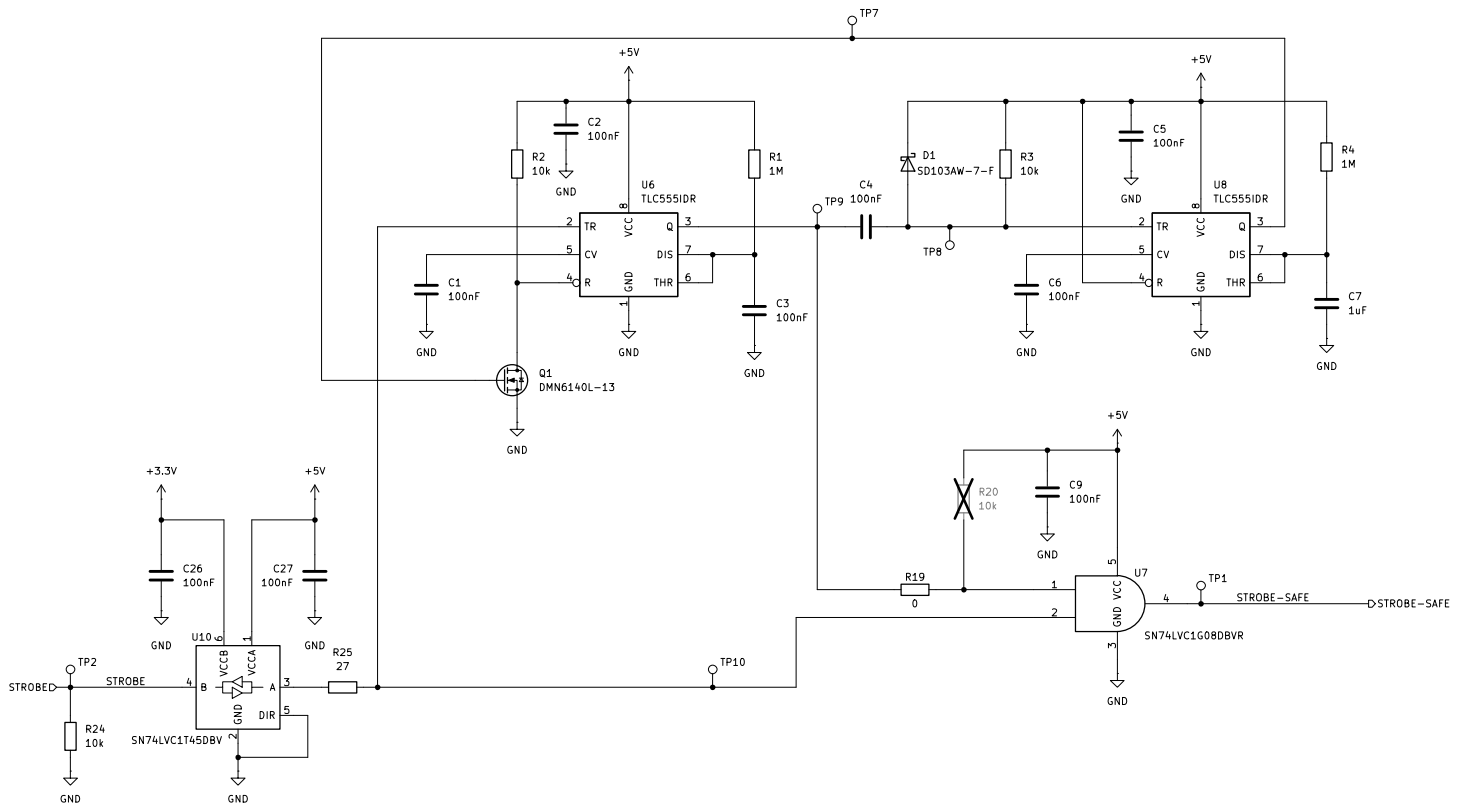 TP7
+5V
C2
100nF
R2
10k
GND
R1
1M
U6
TLC555IDR
2
TR
8
VCC
Q
3
5
CV
DIS
7
4
R
GND
THR
6
1
GND
C1
100nF
GND
C3
100nF
GND
Q1
DMN6140L-13
GND
TP9
C4
100nF
D1
SD103AW-7-F
R3
10k
TP8
+5V
C5
100nF
GND
R4
1M
U8
TLC555IDR
2
TR
8
VCC
Q
3
5
CV
DIS
7
4
R
GND
THR
6
1
GND
C6
100nF
GND
C7
1uF
GND
+5V
R20
10k
C9
100nF
GND
R19
0
1
2
5
VCC
GND
3
U7
4
SN74LVC1G08DBVR
GND
TP1
STROBE-SAFE
STROBE-SAFE
+3.3V
+5V
C26
100nF
GND
C27
100nF
GND
U10
6
1
VCCB
VCCA
TP2
STROBE
STROBE
4
B
A
3
GND
DIR
5
2
SN74LVC1T45DBV
GND
R24
10k
GND
R25
27
TP10